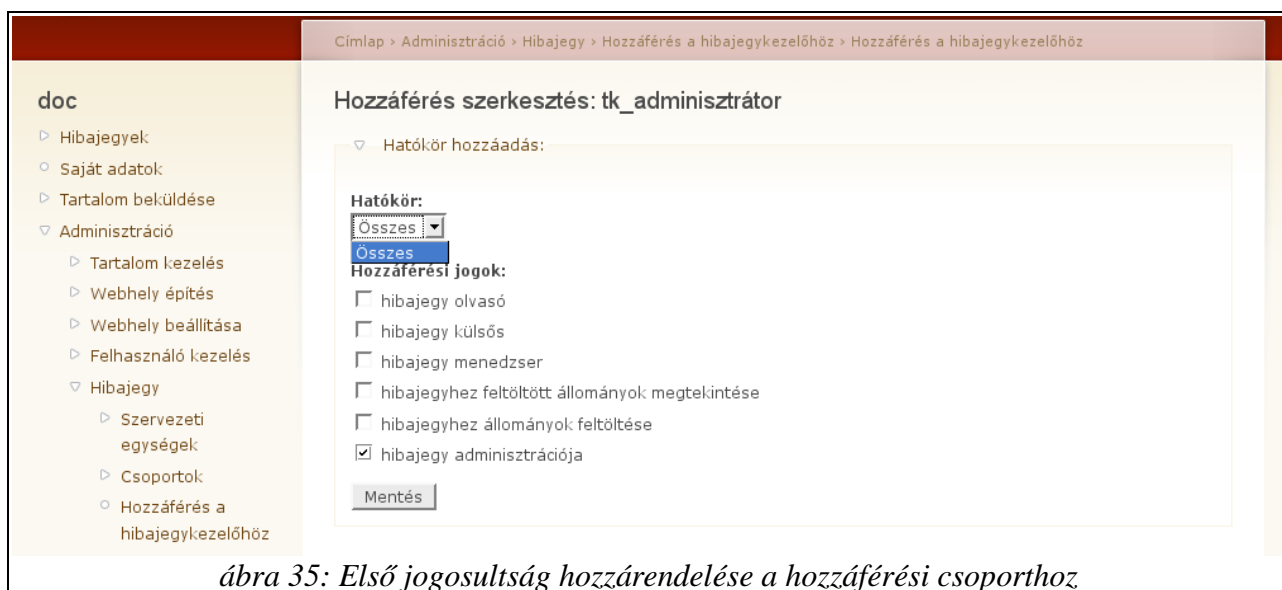 Címlap › Adminisztráció › Hibajegy › Hozzáférés a hibajegykezelőhöz › Hozzáférés a hibajegykezelőhöz
doc
Hibajegyek
Saját adatok
Tartalom beküldése
Adminisztráció
Tartalom kezelés
Webhely építés
Webhely beállítása
Felhasználó kezelés
Hibajegy
Szervezeti
egységek
Csoportok
Hozzáférés a
hibajegykezelőhöz
Hozzáférés szerkesztés: tk_adminisztrátor
Hatókör hozzáadás:
Hatókör:
Összes
Összes
Hozzáférési jogok:
hibajegy olvasó
hibajegy külsős
hibajegy menedzser
hibajegyhez feltöltött állományok megtekintése
hibajegyhez állományok feltöltése
hibajegy adminisztrációja
Mentés
ábra 35: Első jogosultság hozzárendelése a hozzáférési csoporthoz